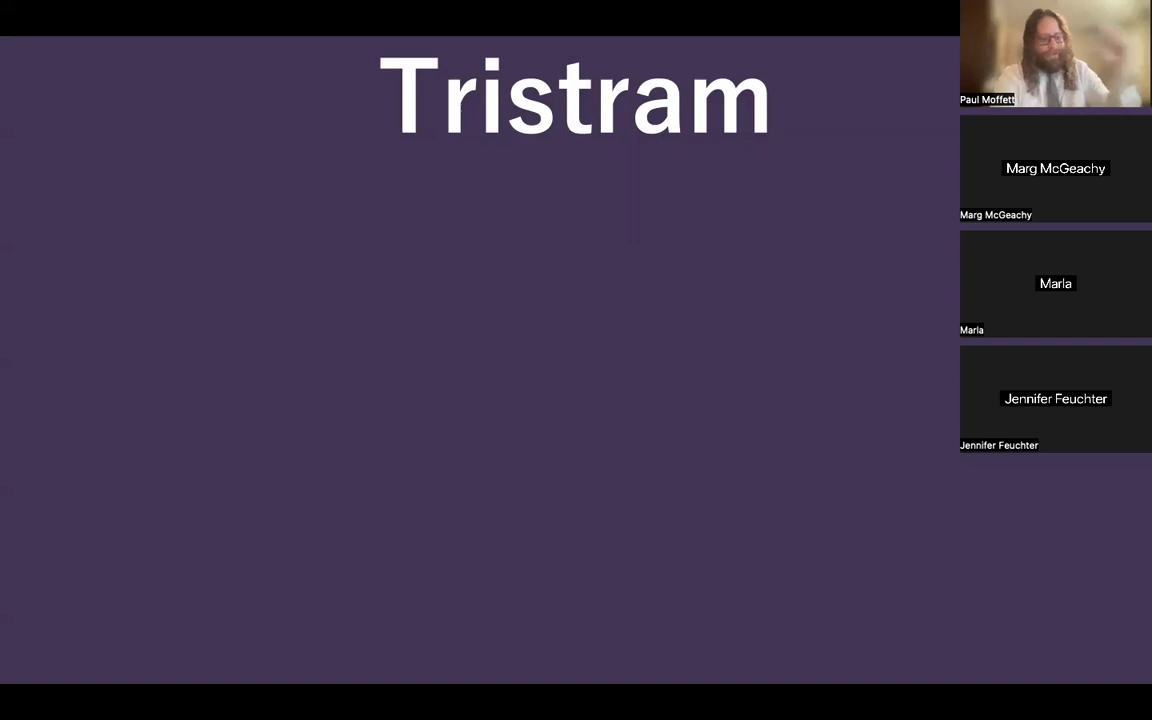 Tristram
Paul Moffett
Marg McGeachy
Marg McGeachy
Marla
Marla
Jennifer Feuchter
Jennifer Feuchter